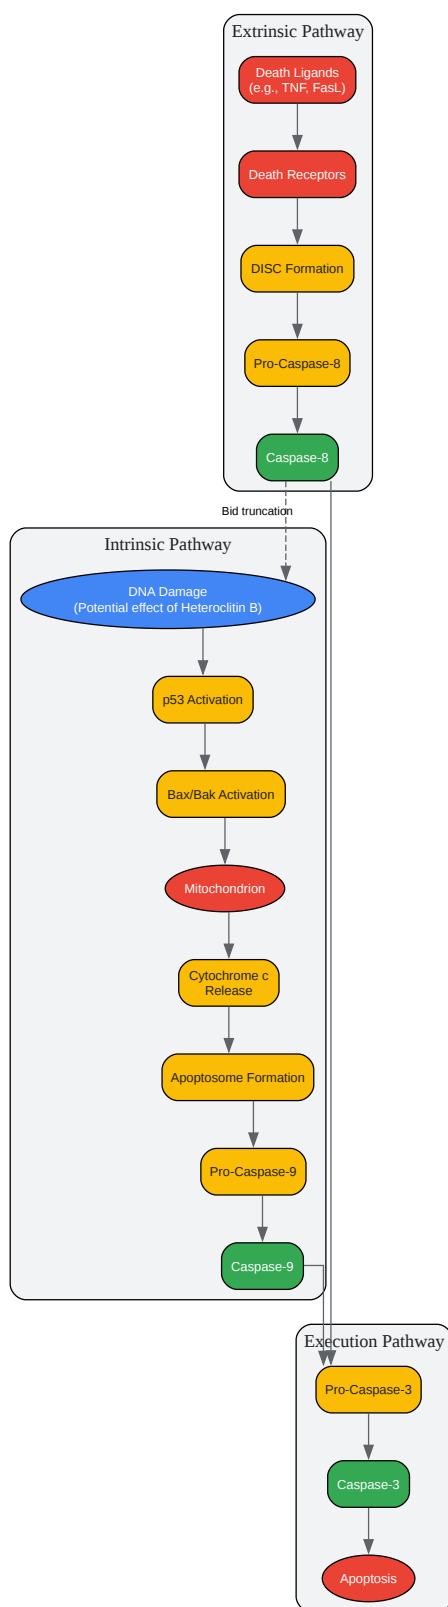 Extrinsic Pathway
Death Ligands
(e.g., TNF, FasL)
Death Receptors
DISC Formation
Pro-Caspase-8
Caspase-8
Bid truncation
Intrinsic Pathway
DNA Damage
(Potential effect of Heteroclitin B)
p53 Activation
Bax/Bak Activation
Mitochondrion
Cytochrome c
Release
Apoptosome Formation
Pro-Caspase-9
Caspase-9
Execution Pathway
Pro-Caspase-3
Caspase-3
Apoptosis